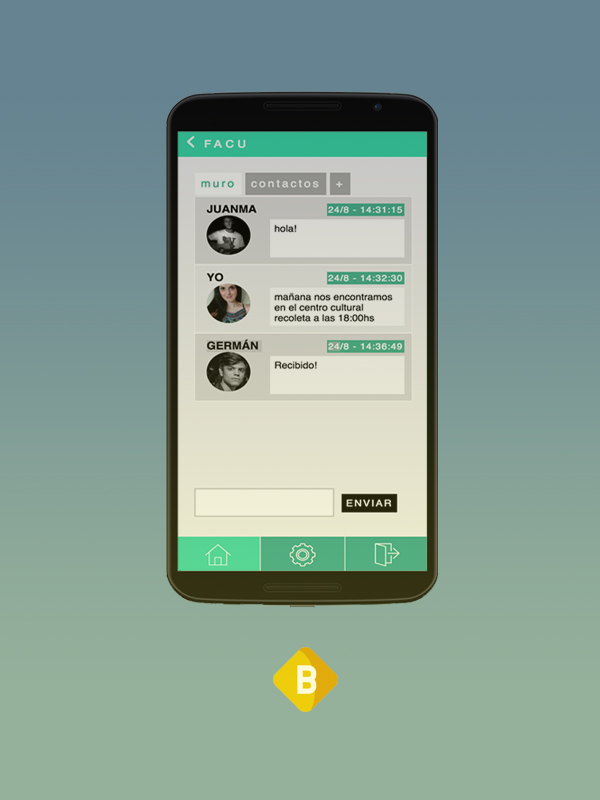 FACU
muro contactos +
JUANMA 24/8 - 14:31:15
hola!
YO 24/8 - 14:32:30
mañana nos encontramos
en el centro cultural
recoleta a las 18:00hs
GERMÁN 24/8 - 14:36:49
Recibido!
ENVIAR
B